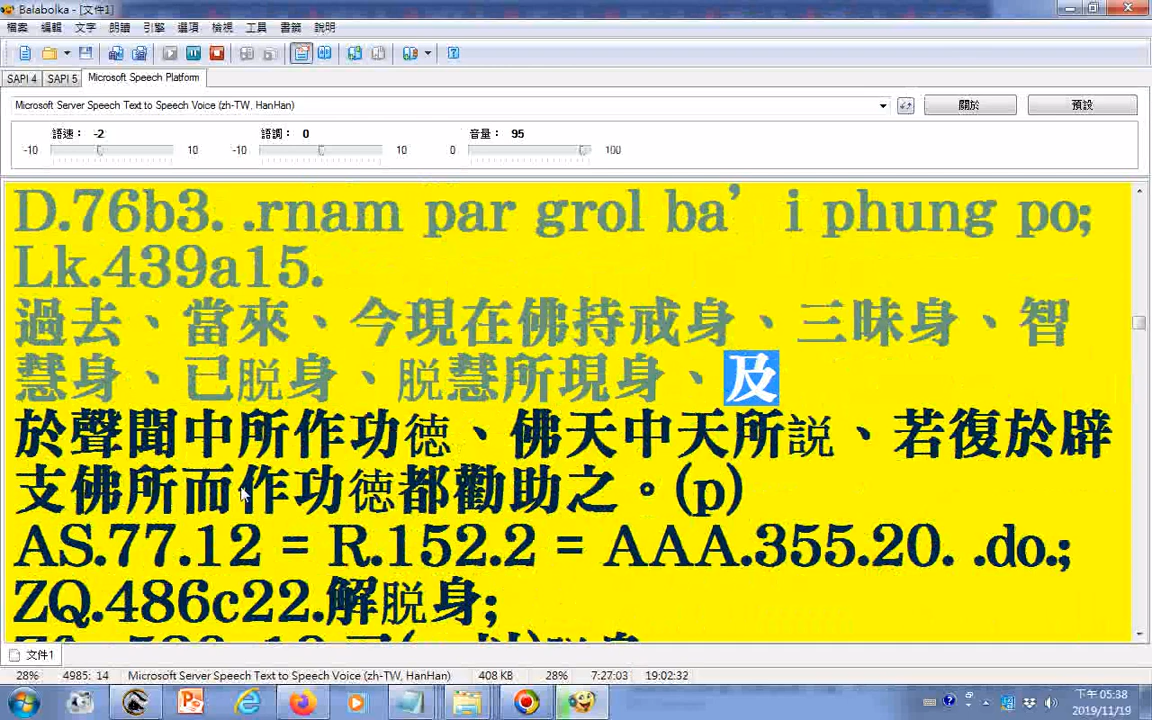 Balabolka - [文件1]
檔案 編輯 文字 朗讀 引擎 選項 檢視 工具 書籤 說明
SAPI 4 SAPI 5 Microsoft Speech Platform
Microsoft Server Speech Text to Speech Voice (zh-TW, HanHan) 關於 預設
語速： -2 語調： 0 音量： 95
-10 10 -10 10 0 100
D.76b3. .rnam par grol ba’i phung po;
Lk.439a15.
過去、當來、今現在佛持戒身、三昧身、智
慧身、已脱身、脱慧所現身、及
於聲聞中所作功徳、佛天中天所説、若復於辟
支佛所而作功徳都勸助之。(p)
AS.77.12 = R.152.2 = AAA.355.20. .do.;
ZQ.486c22.解脱身;
文件1
28% 4985: 14 Microsoft Server Speech Text to Speech Voice (zh-TW, HanHan) 408 KB 28% 7:27:03 19:02:32
下午 05:38
2019/11/19